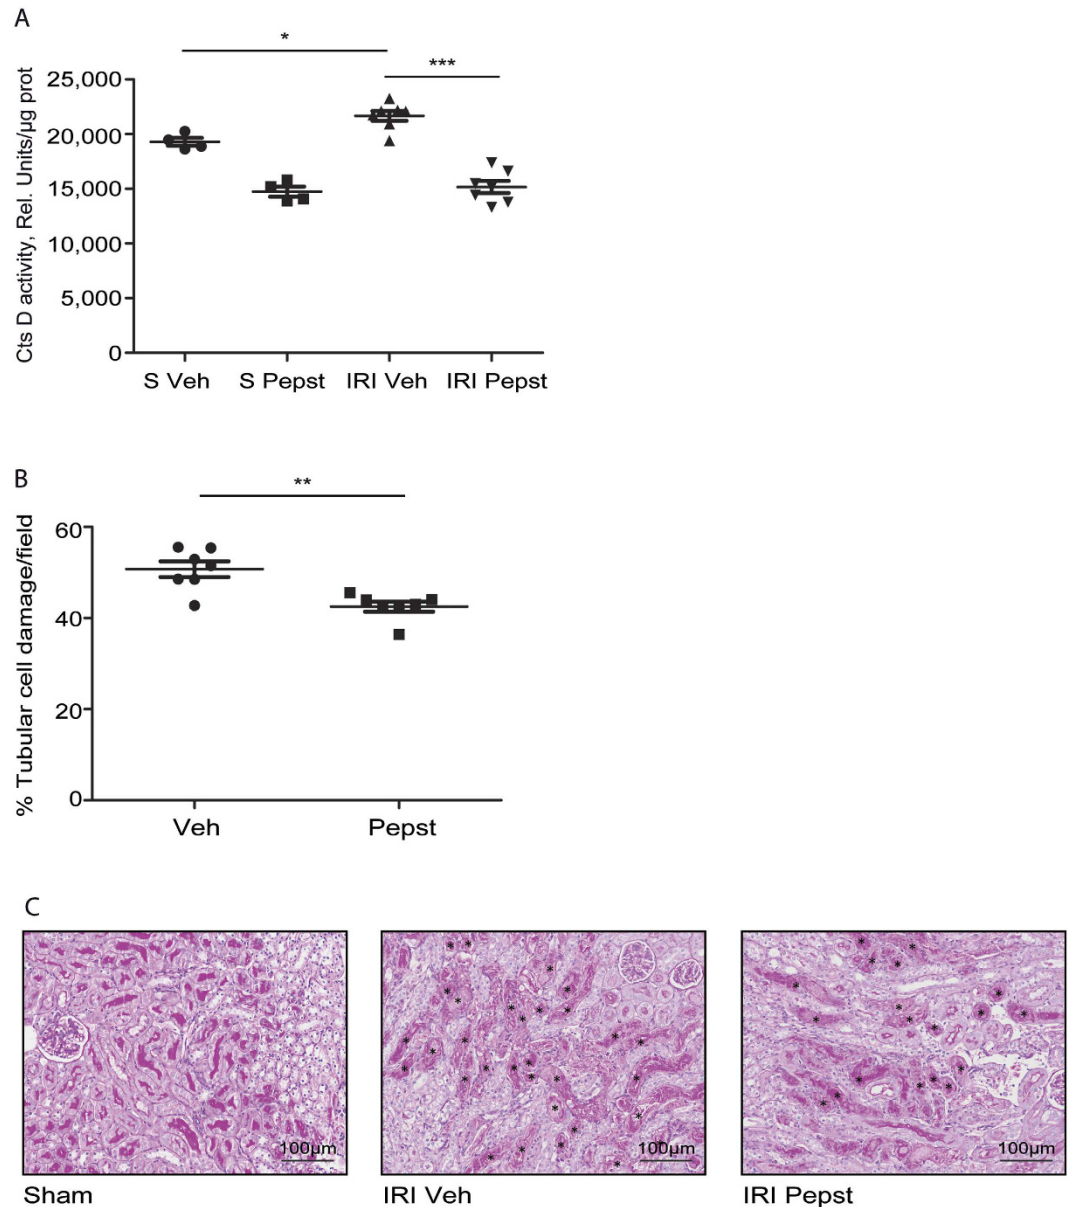 A
*
***
Cts D activity, Rel. Units/µg prot
25,000
20,000
15,000
10,000
5,000
0
S Veh S Pepst IRI Veh IRI Pepst
B
**
% Tubular cell damage/field
60
40
20
0
Veh Pepst
C
100µm 100µm 100µm
Sham IRI Veh IRI Pepst